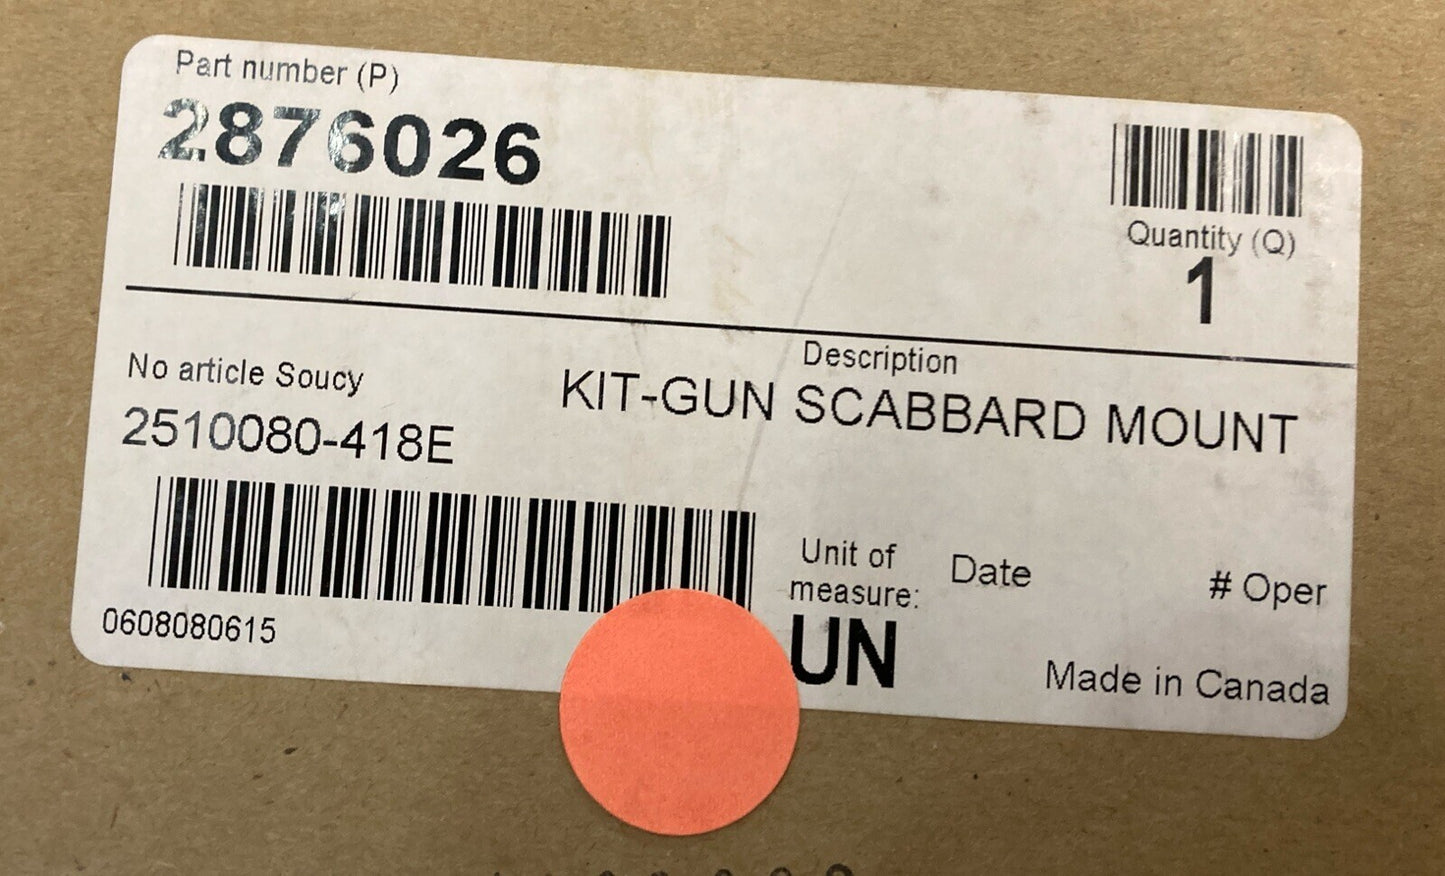 Part number (P)
2876026
Quantity (Q)
1
Description
No article Soucy
KIT-GUN SCABBARD MOUNT
2510080-418E
Unit of
measure:
UN
Date
# Oper
0608080615
Made in Canada